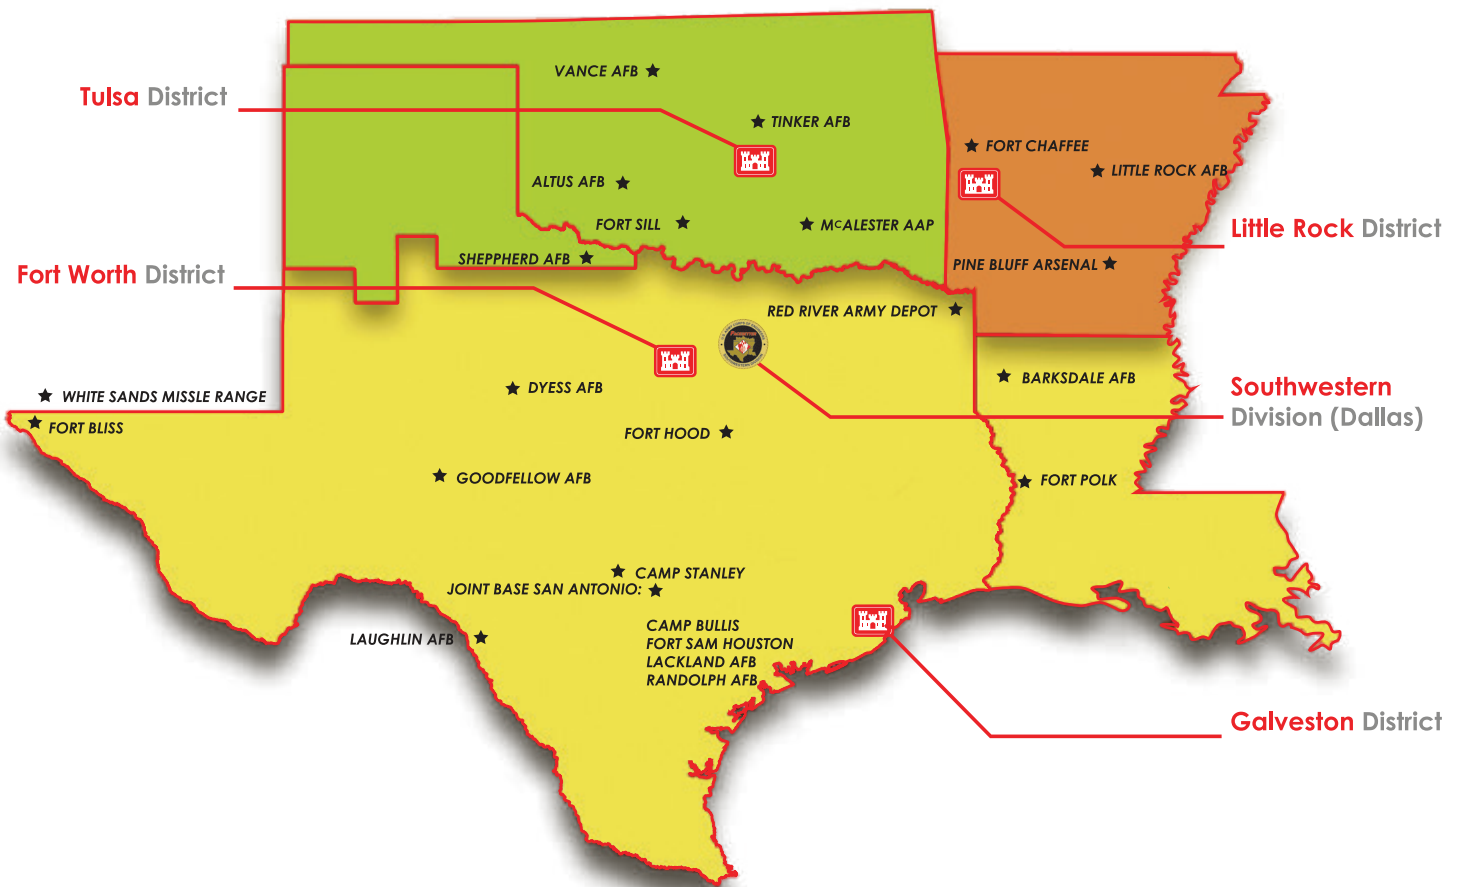 VANCE AFB
Tulsa District
TINKER AFB
FORT CHAFFEE
LITTLE ROCK AFB
ALTUS AFB
FORT SILL
McALESTER AAP
Little Rock District
SHEPPHERD AFB
PINE BLUFF ARSENAL
Fort Worth District
RED RIVER ARMY DEPOT
DYESS AFB
BARKSDALE AFB
Southwestern
Division (Dallas)
WHITE SANDS MISSLE RANGE
FORT BLISS
FORT HOOD
GOODFELLOW AFB
FORT POLK
CAMP STANLEY
JOINT BASE SAN ANTONIO:
CAMP BULLIS
FORT SAM HOUSTON
LACKLAND AFB
RANDOLPH AFB
LAUGHLIN AFB
Galveston District